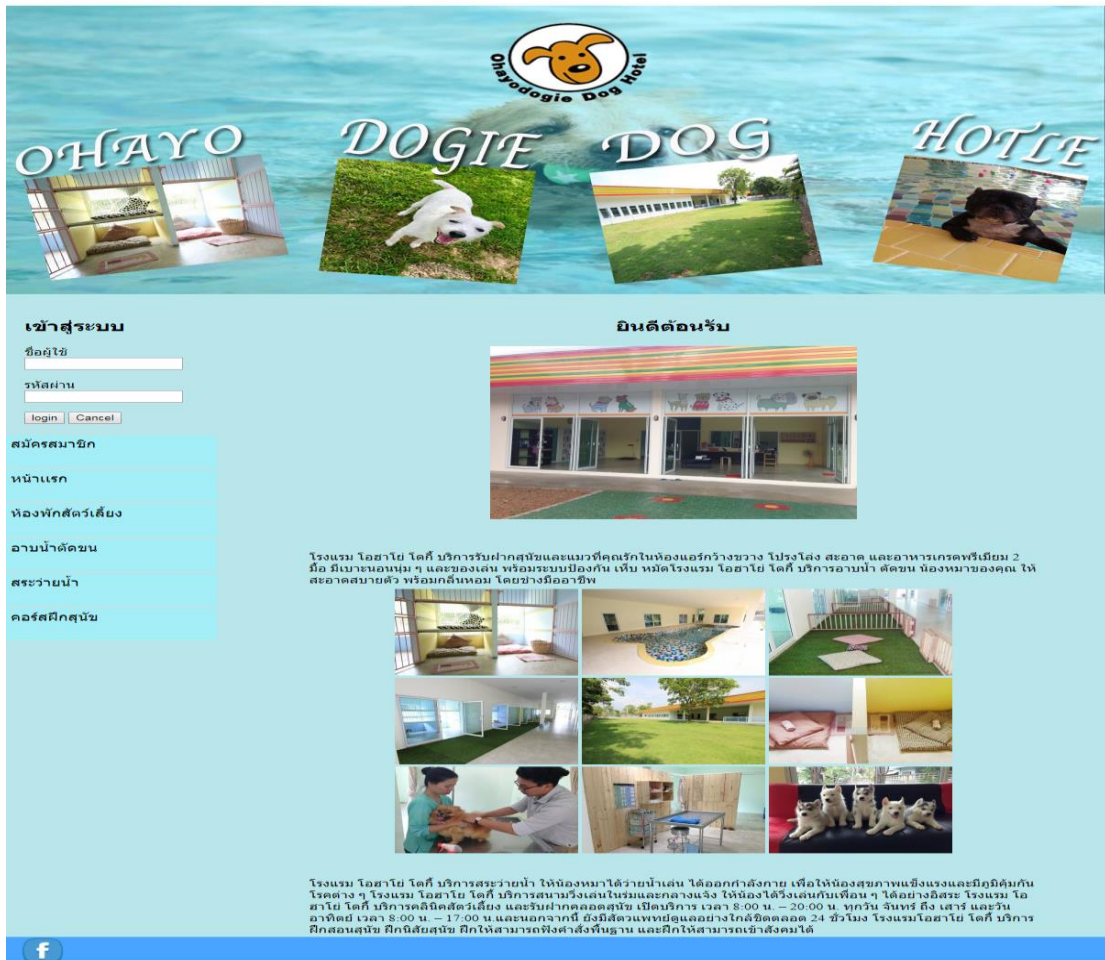 Ohayodogie Dog Hotel
OHAYO DOGIE DOG HOTLE
เข้าสู่ระบบ
ชื่อผู้ใช้
รหัสผ่าน
login Cancel
สมัครสมาชิก
หน้าแรก
ห้องพักสัตว์เลี้ยง
อาบน้ำตัดขน
สระว่ายน้ำ
คอร์สฝึกสุนัข
ยินดีต้อนรับ
โรงแรม โอฮาโย่ โดกี้ บริการรับฝากสุนัขและแมวที่คุณรักในห้องแอร์กว้างขวาง โปรงโล่ง สะอาด และอาหารเกรดพรีเมียม 2
มื้อ มีเบาะนอนนุ่ม ๆ และของเล่น พร้อมระบบป้องกัน เห็บ หมัดโรงแรม โอฮาโย่ โดกี้ บริการอาบน้ำ ตัดขน น้องหมาของคุณ ให้
สะอาดสบายตัว พร้อมกลิ่นหอม โดยช่างมืออาชีพ
โรงแรม โอฮาโย่ โดกี้ บริการสระว่ายน้ำ ให้น้องหมาได้ว่ายน้ำเล่น ได้ออกกำลังกาย เพื่อให้น้องสุขภาพแข็งแรงและมีภูมิคุ้มกัน
โรคต่าง ๆ โรงแรม โอฮาโย โดกี้ บริการสนามวิ่งเล่นในร่มและกลางแจ้ง ให้น้องได้วิ่งเล่นกับเพื่อน ๆ ได้อย่างอิสระ โรงแรม โอ
ฮาโย่ โดกี้ บริการคลินิคสัตว์เลี้ยง และรับฝากคลอดสุนัข เปิดบริการ เวลา 8:00 น. – 20:00 น. ทุกวัน จันทร์ ถึง เสาร์ และวัน
อาทิตย์ เวลา 8:00 น. – 17:00 น.และนอกจากนี้ ยังมีสัตวแพทย์ดูแลอย่างใกล้ชิดตลอด 24 ชั่วโมง โรงแรมโอฮาโย่ โดกี้ บริการ
ฝึกสอนสุนัข ฝึกนิสัยสุนัข ฝึกให้สามารถฟังคำสั่งพื้นฐาน และฝึกให้สามารถเข้าสังคมได้
f